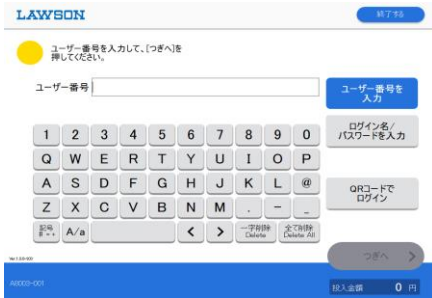 LAWSON
終了する
ユーザー番号を入力して、[つぎへ]を
押してください。
ユーザー番号
ユーザー番号を
入力
ログイン名/
パスワードを入力
QRコードで
ログイン
1 2 3 4 5 6 7 8 9 0
Q W E R T Y U I O P
A S D F G H J K L @
Z X C V B N M . - _
記号 A/a < > 一字削除 Delete 全て削除 Delete All
つぎへ >
A6003-001
投入金額 0 円